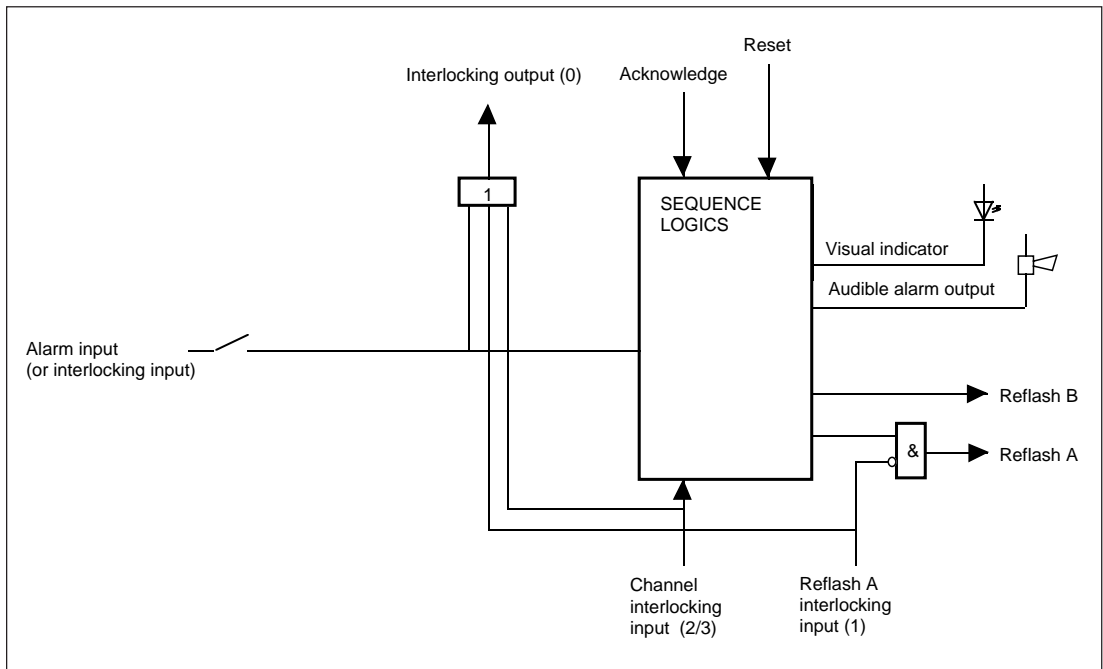 Reset
Interlocking output (0)
Acknowledge
1
SEQUENCE
LOGICS
Visual indicator
Audible alarm output
Alarm input
(or interlocking input)
Reflash B
&
Reflash A
Channel
interlocking
input (2/3)
Reflash A
interlocking
input (1)